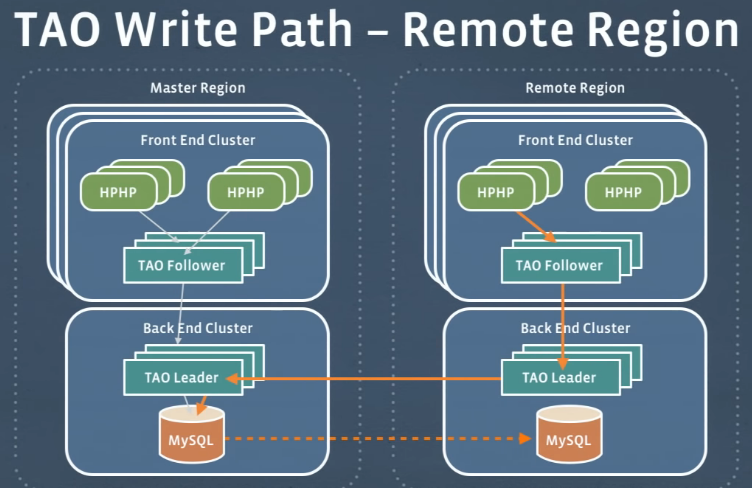 TAO Write Path – Remote Region
Master Region
Front End Cluster
HPHP
HPHP
TAO Follower
Back End Cluster
TAO Leader
MySQL
Remote Region
Front End Cluster
HPHP
HPHP
TAO Follower
Back End Cluster
TAO Leader
MySQL